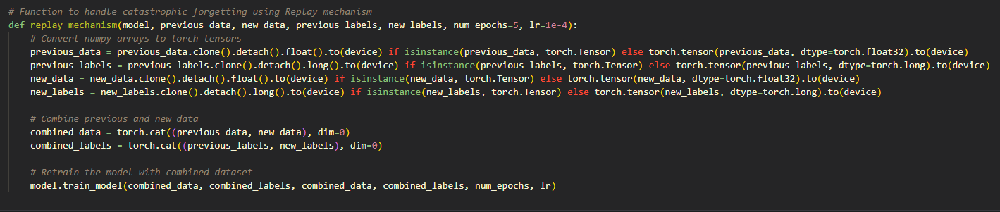 # Function to handle catastrophic forgetting using Replay mechanism
def replay_mechanism(model, previous_data, new_data, previous_labels, new_labels, num_epochs=5, lr=1e-4):
    # Convert numpy arrays to torch tensors
    previous_data = previous_data.clone().detach().float().to(device) if isinstance(previous_data, torch.Tensor) else torch.tensor(previous_data, dtype=torch.float32).to(device)
    previous_labels = previous_labels.clone().detach().long().to(device) if isinstance(previous_labels, torch.Tensor) else torch.tensor(previous_labels, dtype=torch.long).to(device)
    new_data = new_data.clone().detach().float().to(device) if isinstance(new_data, torch.Tensor) else torch.tensor(new_data, dtype=torch.float32).to(device)
    new_labels = new_labels.clone().detach().long().to(device) if isinstance(new_labels, torch.Tensor) else torch.tensor(new_labels, dtype=torch.long).to(device)

    # Combine previous and new data
    combined_data = torch.cat((previous_data, new_data), dim=0)
    combined_labels = torch.cat((previous_labels, new_labels), dim=0)

    # Retrain the model with combined dataset
    model.train_model(combined_data, combined_labels, combined_data, combined_labels, num_epochs, lr)